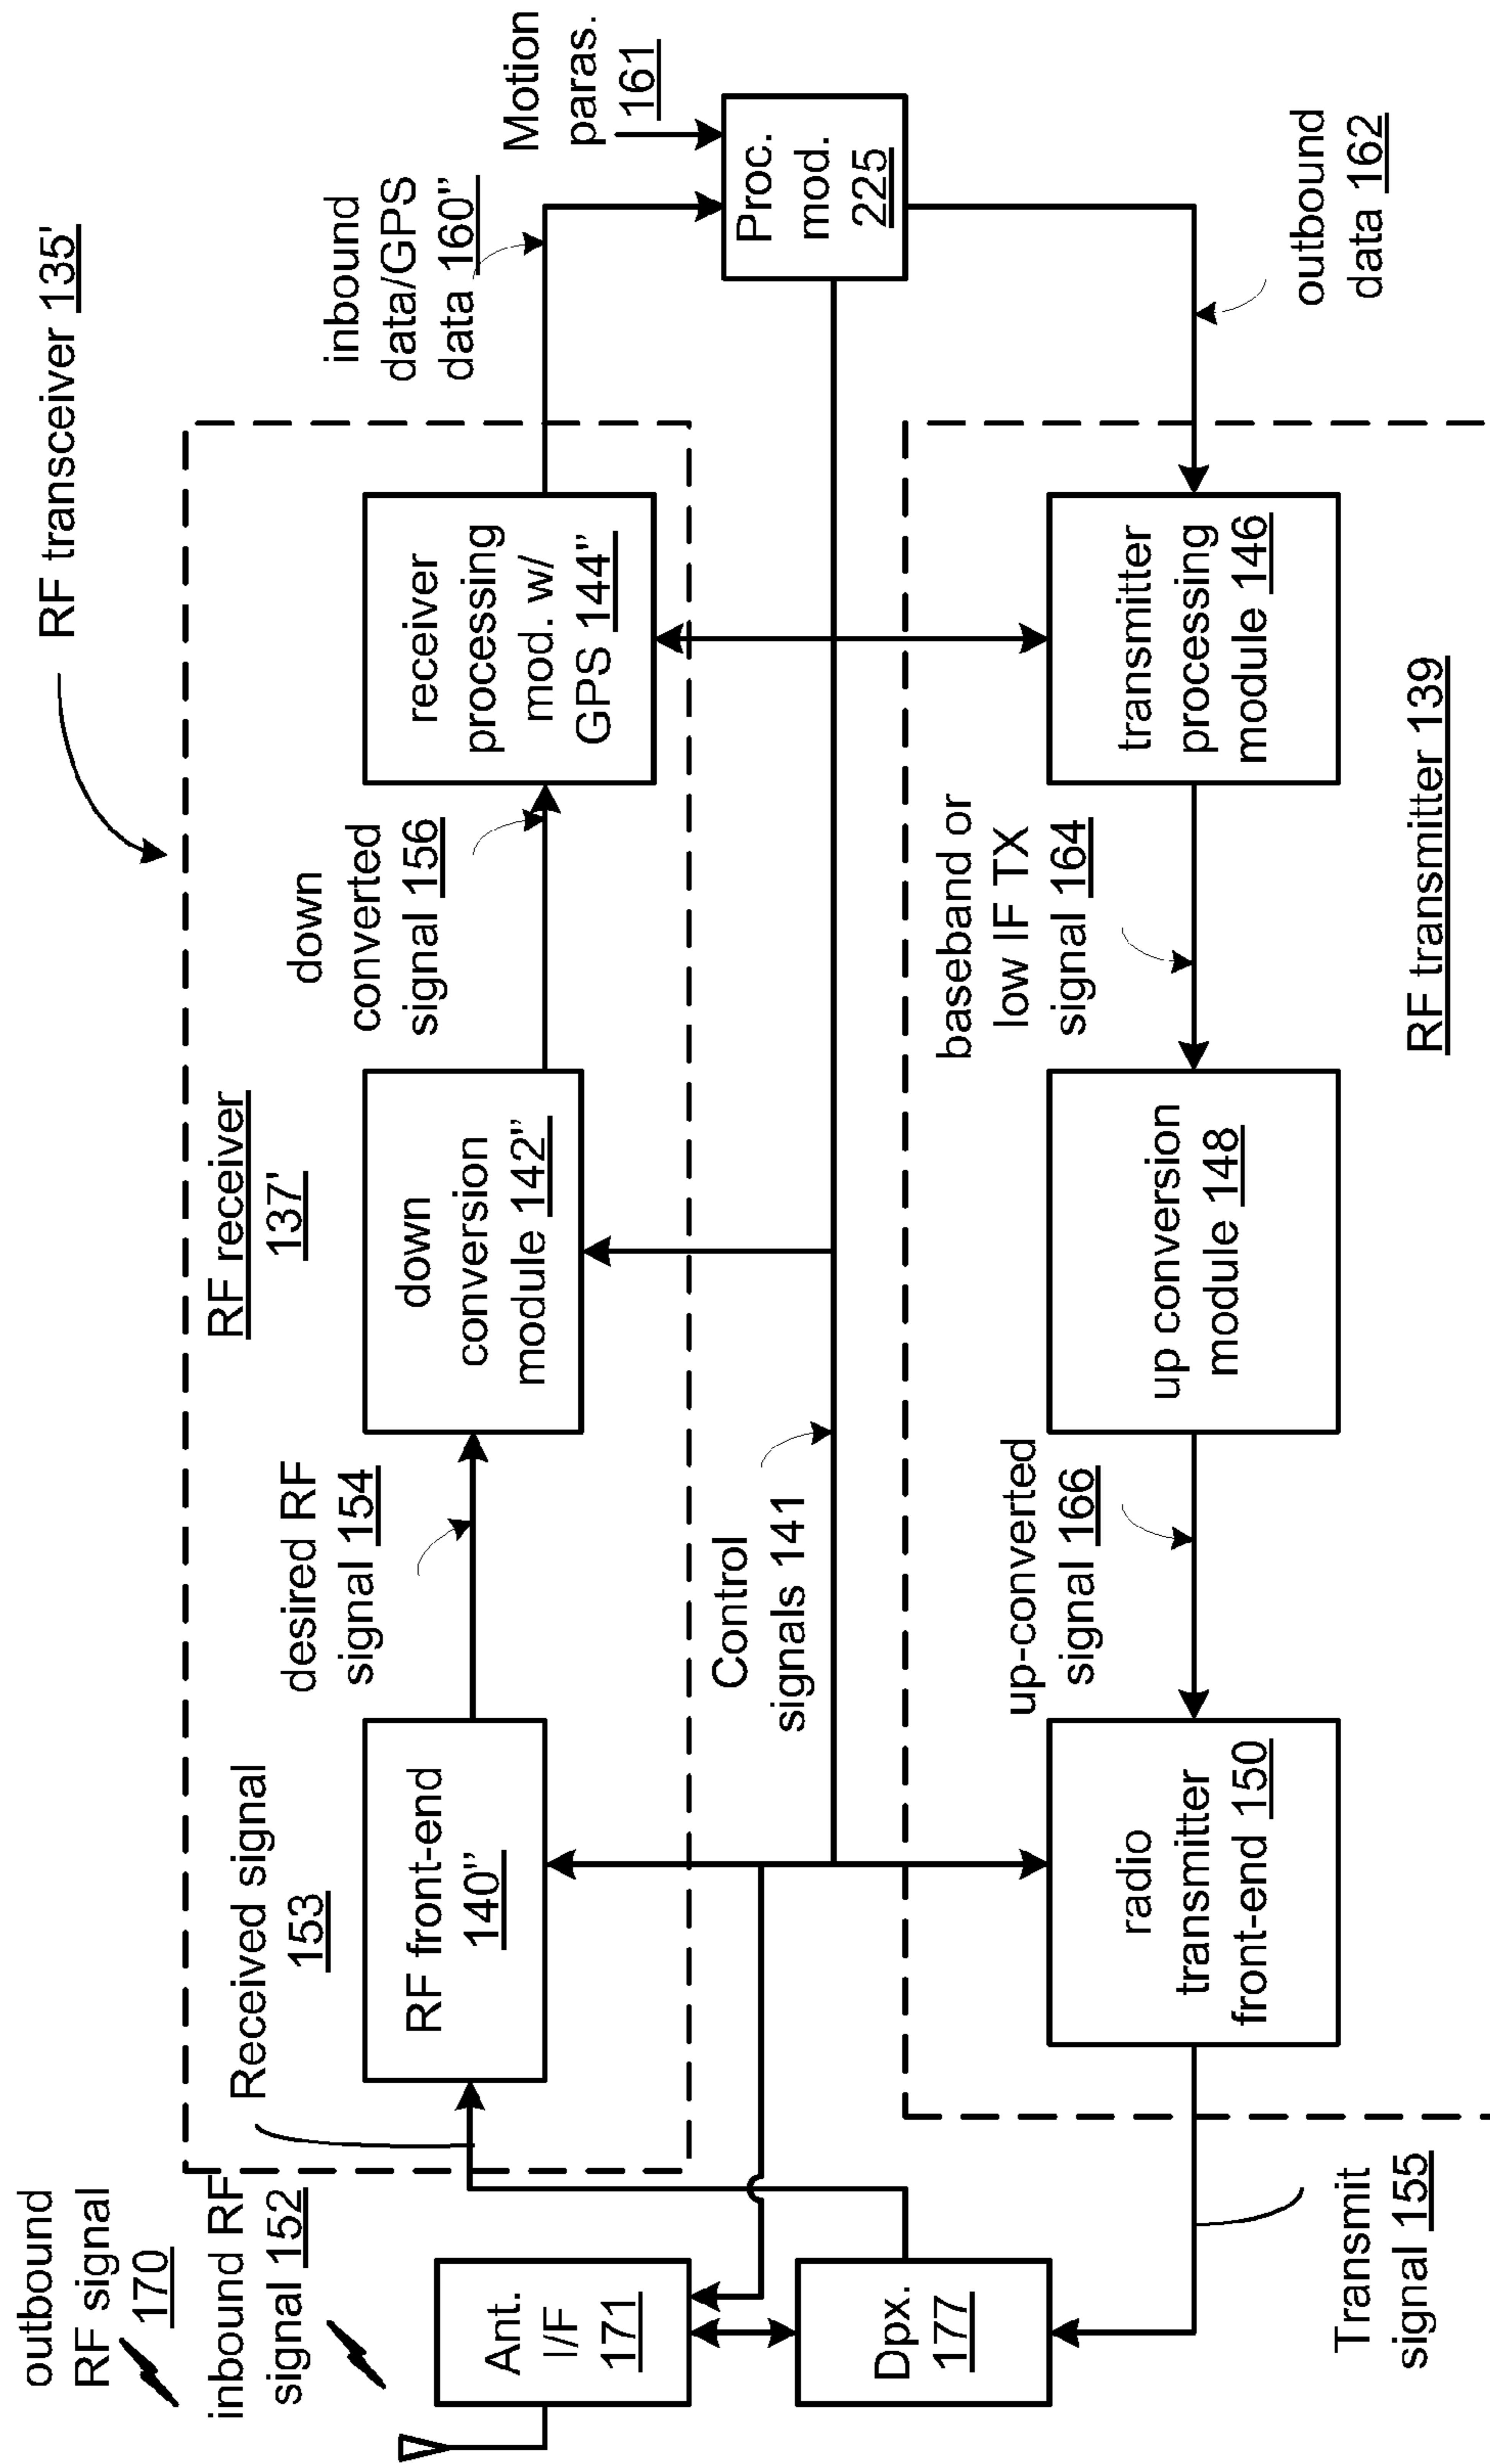 RF transceiver 135'
outbound
RF signal
170
inbound RF
signal 152
Received signal
153
RF receiver
137'
desired RF
signal 154
down
converted
signal 156
inbound
data/GPS
data 160"
Motion
paras.
161
Ant.
I/F
171
RF front-end
140"
down
conversion
module 142"
receiver
processing
mod. w/
GPS 144"
Proc.
mod.
225
Control
signals 141
Dpx.
177
up-converted
signal 166
baseband or
low IF TX
signal 164
radio
transmitter
front-end 150
up conversion
module 148
transmitter
processing
module 146
outbound
data 162
Transmit
signal 155
RF transmitter 139